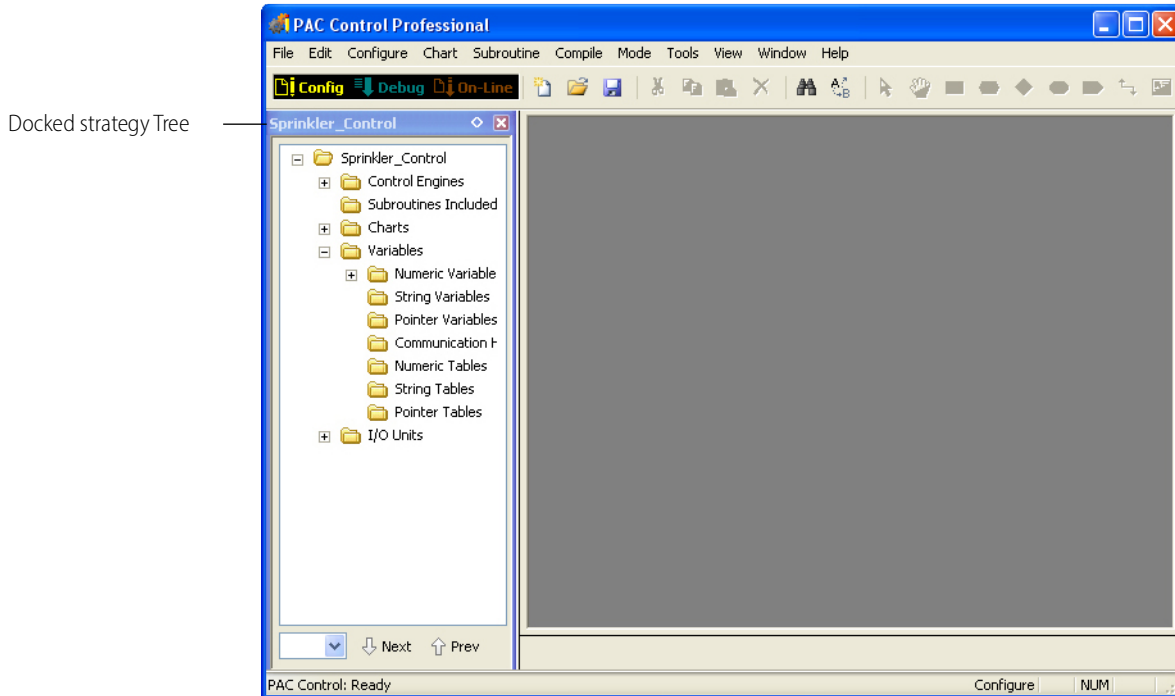 PAC Control Professional
File Edit Configure Chart Subroutine Compile Mode Tools View Window Help
Config Debug On-Line
Docked strategy Tree
Sprinkler_Control
Sprinkler_Control
Control Engines
Subroutines Included
Charts
Variables
Numeric Variable
String Variables
Pointer Variables
Communication H
Numeric Tables
String Tables
Pointer Tables
I/O Units
Next Prev
PAC Control: Ready Configure NUM